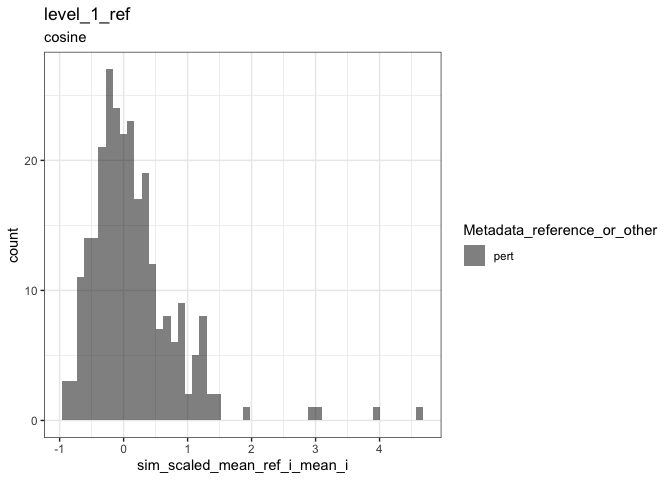 level_1_ref
cosine
20
10
0
count
-1 0 1 2 3 4
sim_scaled_mean_ref_i_mean_i
Metadata_reference_or_other
pert